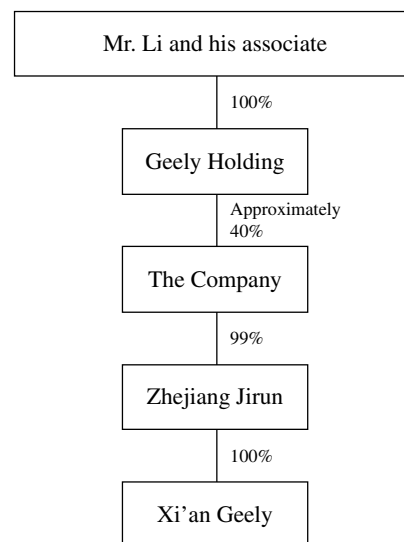 Mr. Li and his associate
100%
Geely Holding
Approximately
40%
The Company
99%
Zhejiang Jirun
100%
Xi’an Geely